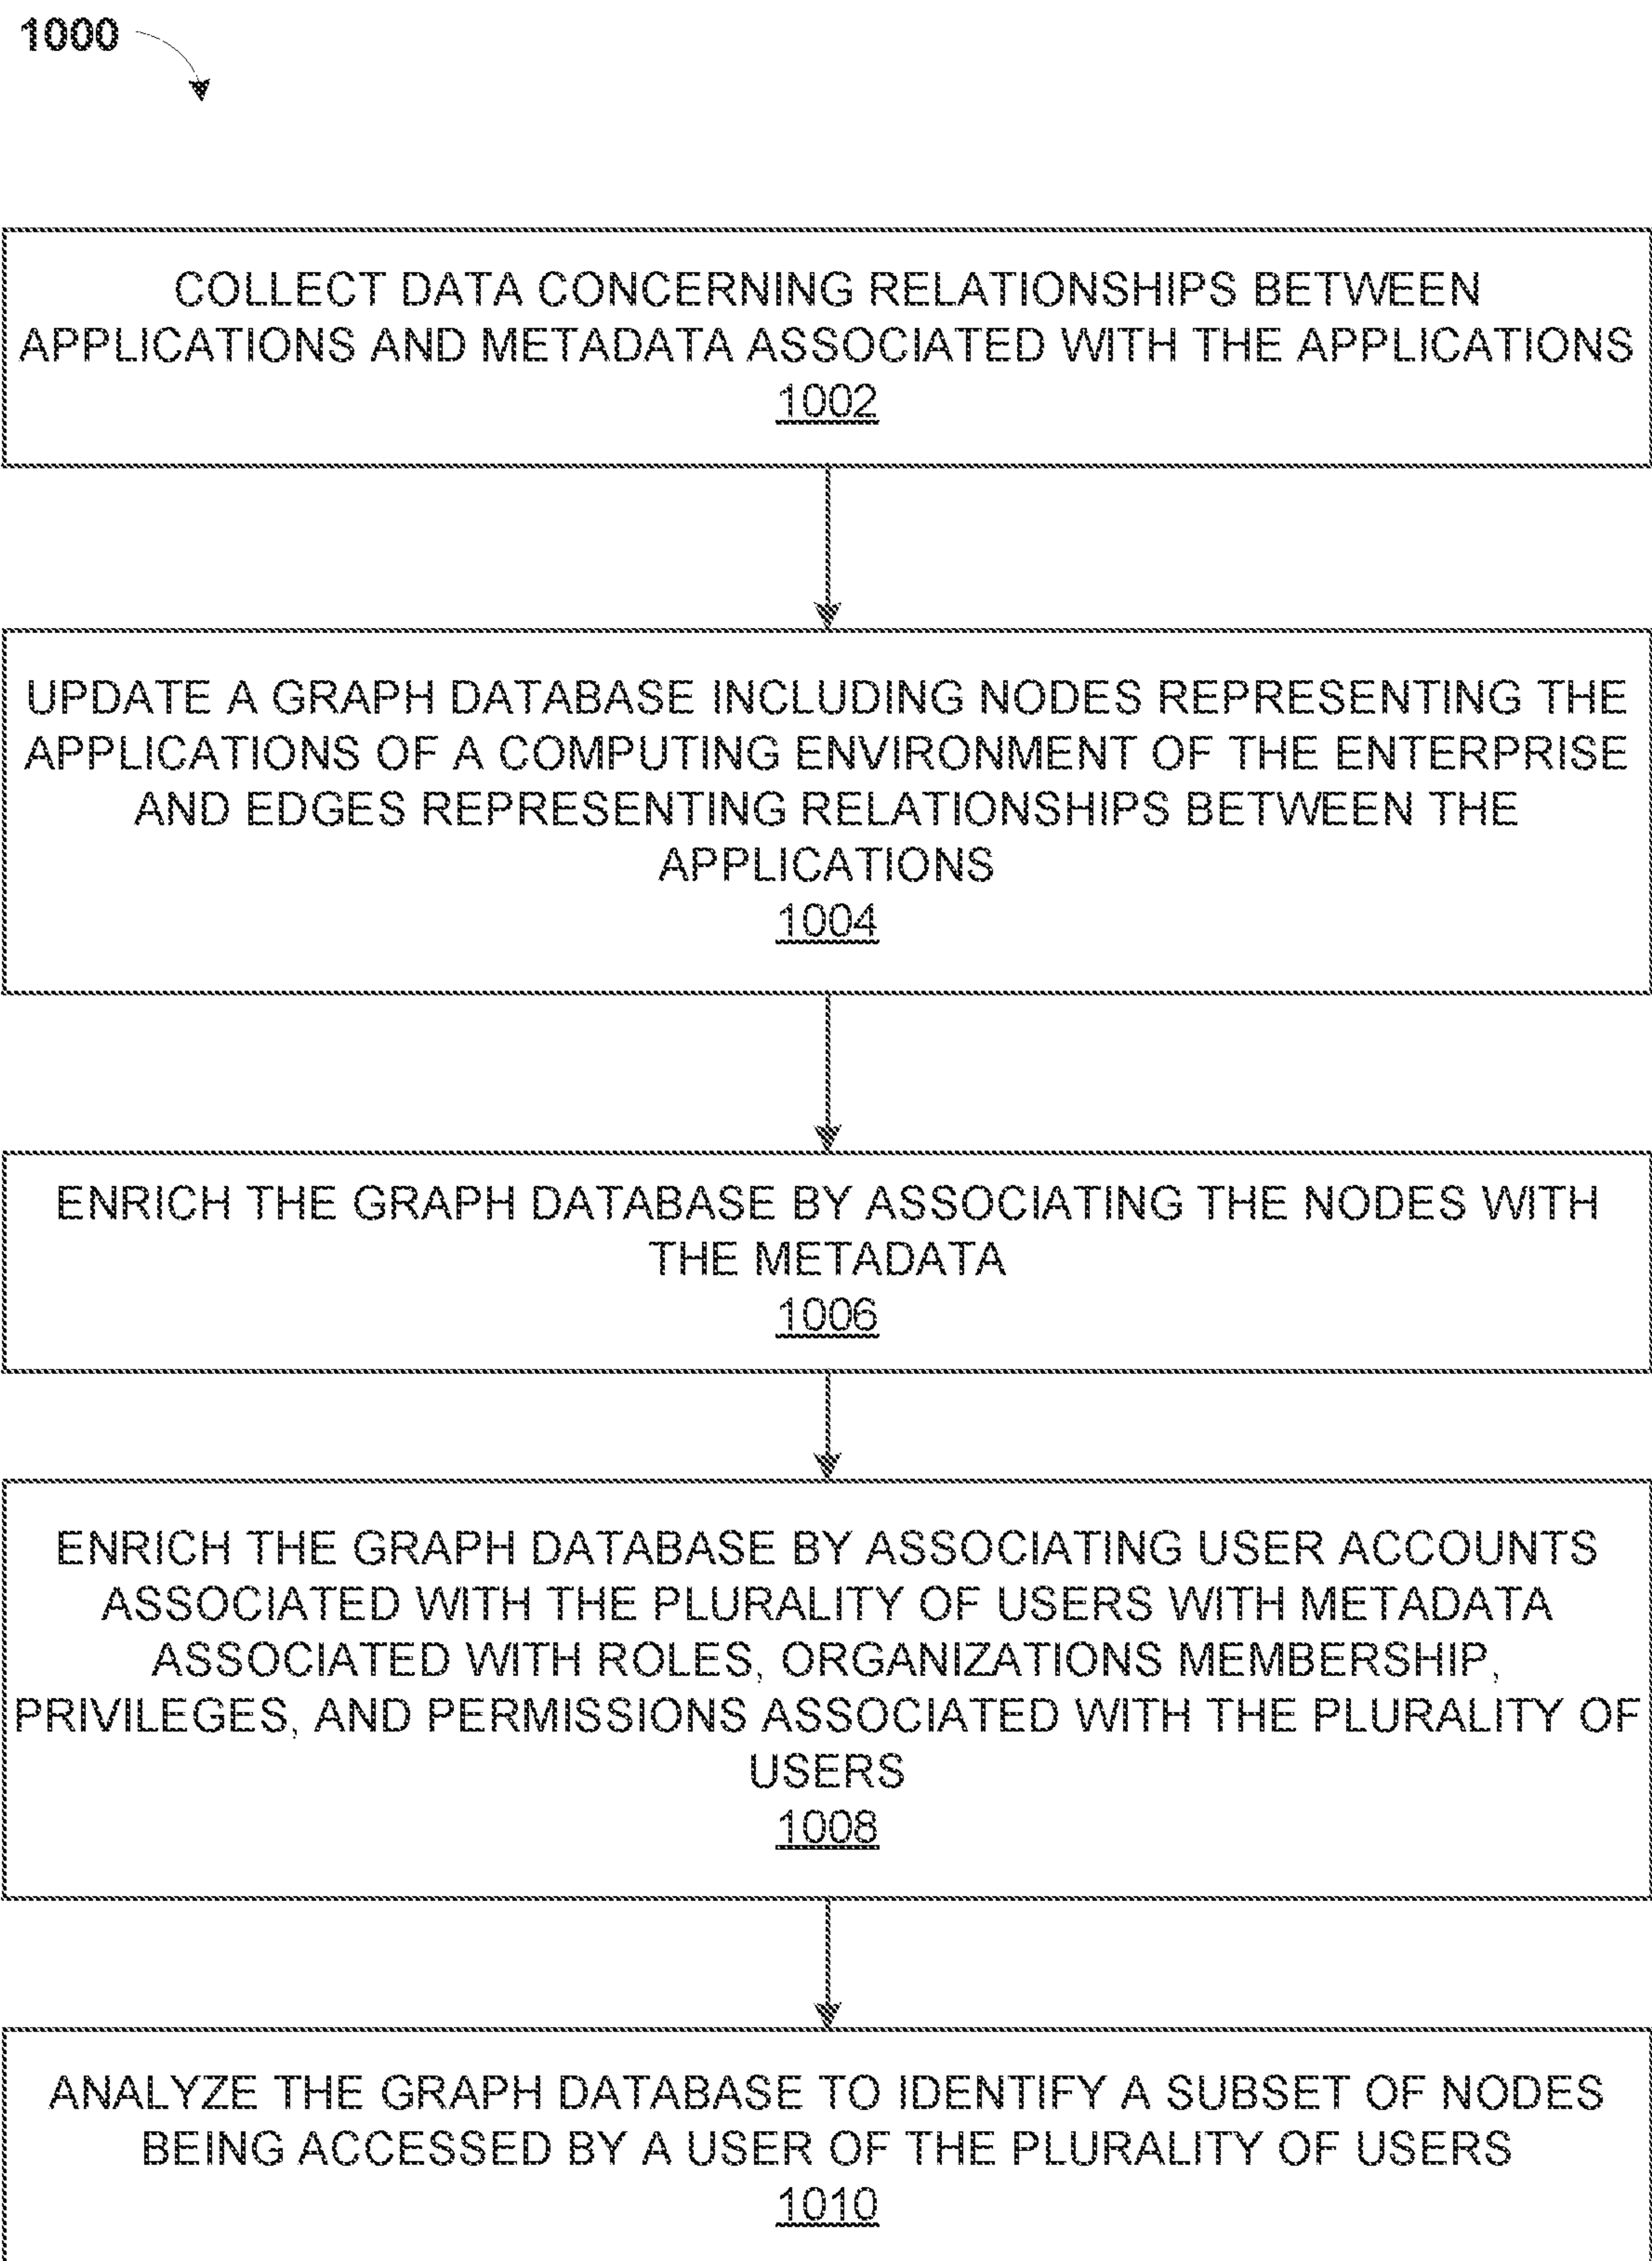 1000
COLLECT DATA CONCERNING RELATIONSHIPS BETWEEN
APPLICATIONS AND METADATA ASSOCIATED WITH THE APPLICATIONS
1002
UPDATE A GRAPH DATABASE INCLUDING NODES REPRESENTING THE
APPLICATIONS OF A COMPUTING ENVIRONMENT OF THE ENTERPRISE
AND EDGES REPRESENTING RELATIONSHIPS BETWEEN THE
APPLICATIONS
1004
ENRICH THE GRAPH DATABASE BY ASSOCIATING THE NODES WITH
THE METADATA
1006
ENRICH THE GRAPH DATABASE BY ASSOCIATING USER ACCOUNTS
ASSOCIATED WITH THE PLURALITY OF USERS WITH METADATA
ASSOCIATED WITH ROLES, ORGANIZATIONS MEMBERSHIP,
PRIVILEGES, AND PERMISSIONS ASSOCIATED WITH THE PLURALITY OF
USERS
1008
ANALYZE THE GRAPH DATABASE TO IDENTIFY A SUBSET OF NODES
BEING ACCESSED BY A USER OF THE PLURALITY OF USERS
1010